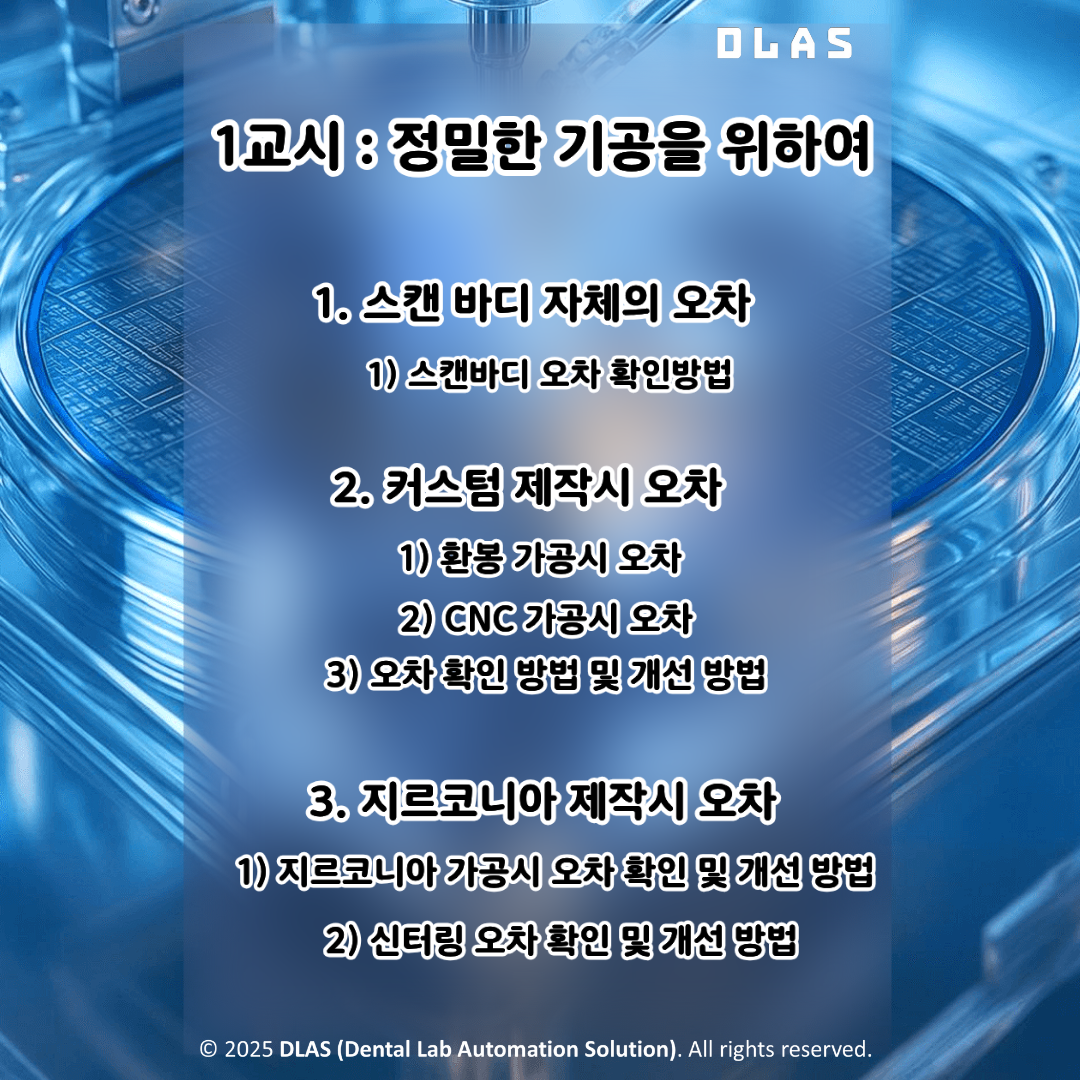 DLAS
1교시 : 정밀한 기공을 위하여
1. 스캔 바디 자체의 오차
1) 스캔바디 오차 확인방법
2. 커스텀 제작시 오차
1) 환봉 가공시 오차
2) CNC 가공시 오차
3) 오차 확인 방법 및 개선 방법
3. 지르코니아 제작시 오차
1) 지르코니아 가공시 오차 확인 및 개선 방법
2) 신터링 오차 확인 및 개선 방법
© 2025 DLAS (Dental Lab Automation Solution). All rights reserved.